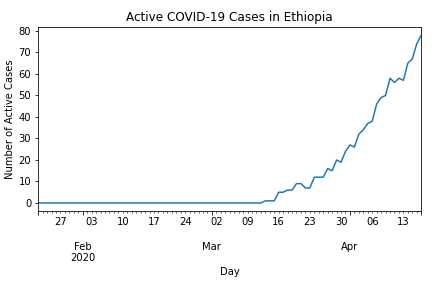 Active COVID-19 Cases in Ethiopia
Number of Active Cases
80
70
60
50
40
30
20
10
0
27 03 10 17 24 02 09 16 23 30 06 13
Feb Mar Apr
2020
Day